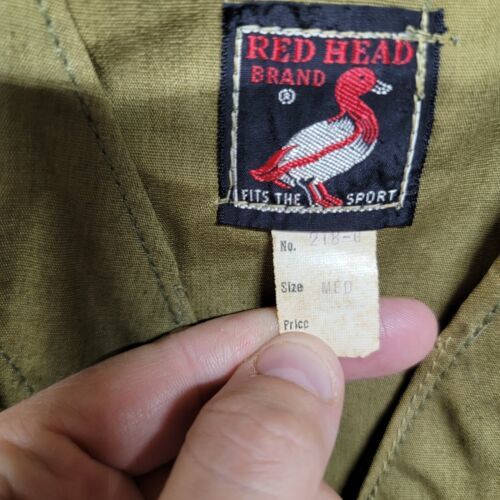 RED HEAD
BRAND
®
FITS THE SPORT
No.
Size MED
Price